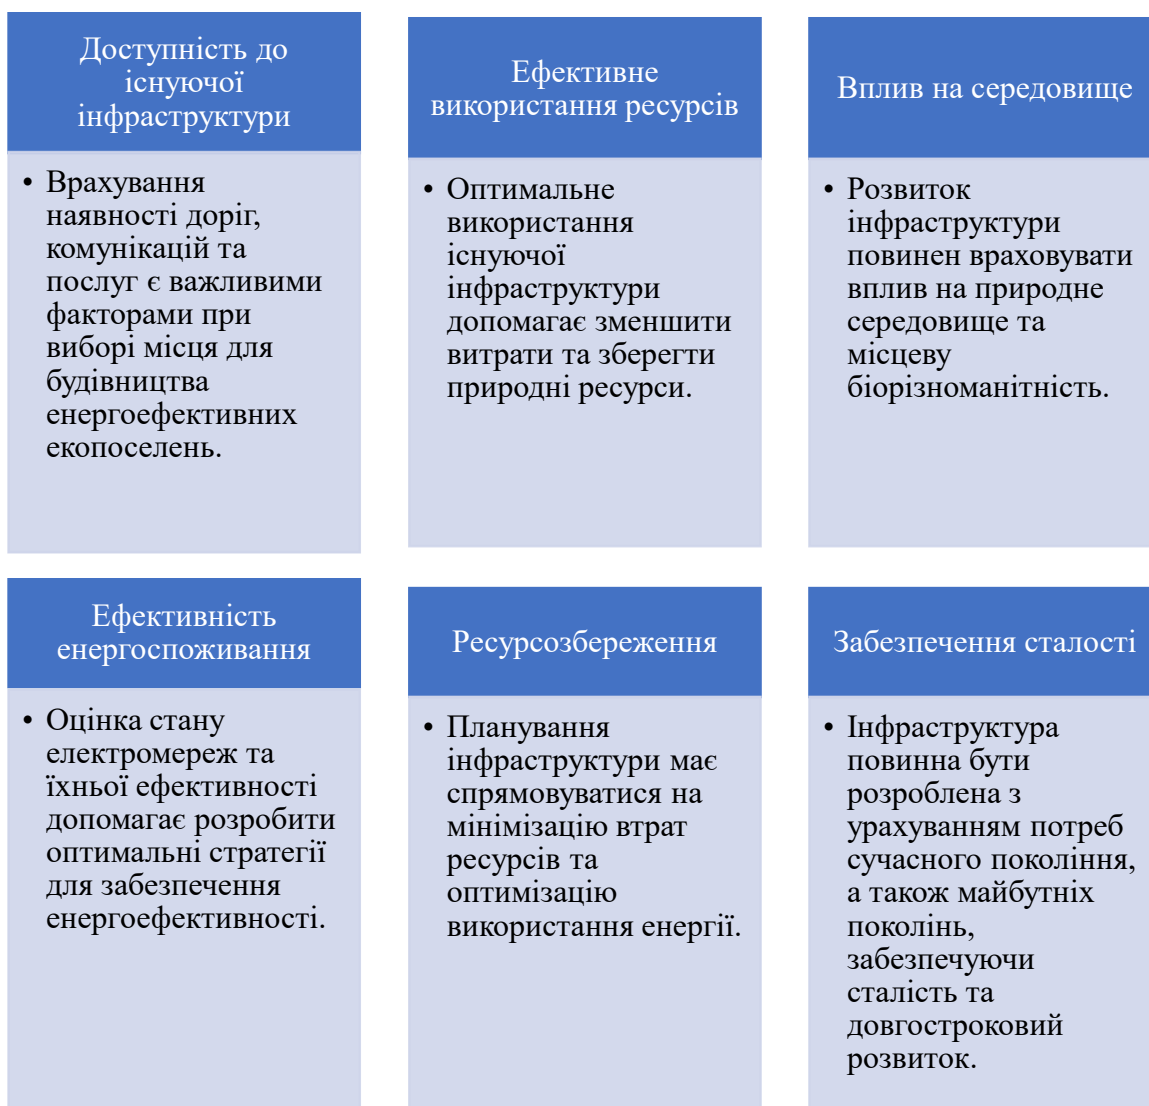 Доступність до
існуючої
інфраструктури
• Врахування
наявності доріг,
комунікацій та
послуг є важливими
факторами при
виборі місця для
будівництва
енергоефективних
екопоселень.
Ефективне
використання ресурсів
• Оптимальне
використання
існуючої
інфраструктури
допомагає зменшити
витрати та зберегти
природні ресурси.
Вплив на середовище
• Розвиток
інфраструктури
повинен враховувати
вплив на природне
середовище та
місцеву
біорізноманітність.
Ефективність
енергоспоживання
• Оцінка стану
електромереж та
їхньої ефективності
допомагає розробити
оптимальні стратегії
для забезпечення
енергоефективності.
Ресурсозбереження
• Планування
інфраструктури має
спрямовуватися на
мінімізацію втрат
ресурсів та
оптимізацію
використання енергії.
Забезпечення сталості
• Інфраструктура
повинна бути
розроблена з
урахуванням потреб
сучасного покоління,
а також майбутніх
поколінь,
забезпечуючи
сталість та
довгостроковий
розвиток.